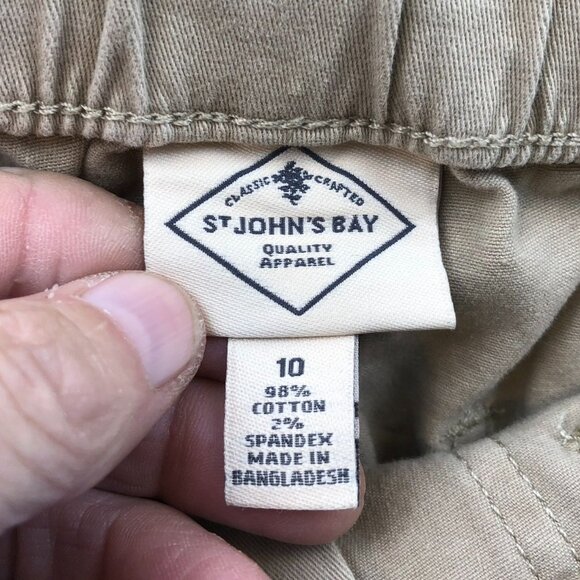 CLASSIC CRAFTED
ST JOHN'S BAY
QUALITY
APPAREL
10
98%
COTTON
2%
SPANDEX
MADE IN
BANGLADESH